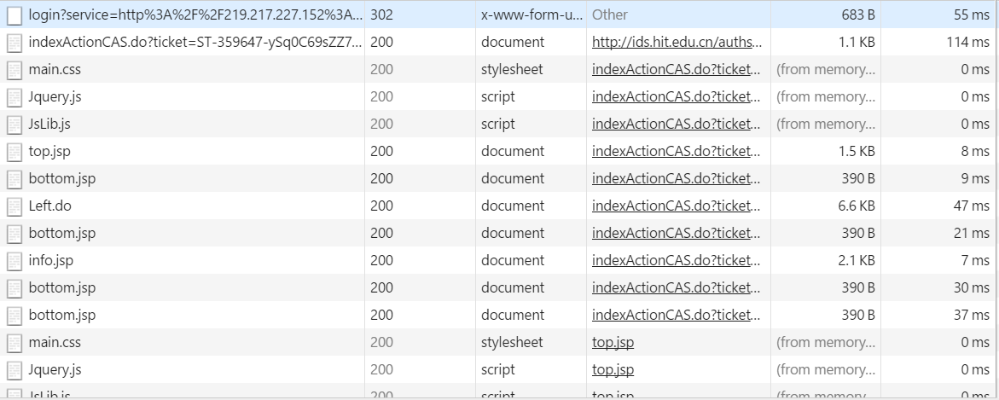 login?service=http%3A%2F%2F219.217.227.152%3A... 302 x-www-form-u... Other 683 B 55 ms
indexActionCAS.do?ticket=ST-359647-ySq0C69sZZ7... 200 document http://ids.hit.edu.cn/auths... 1.1 KB 114 ms
main.css 200 stylesheet indexActionCAS.do?ticket... (from memory... 0 ms
Jquery.js 200 script indexActionCAS.do?ticket... (from memory... 0 ms
JsLib.js 200 script indexActionCAS.do?ticket... (from memory... 0 ms
top.jsp 200 document indexActionCAS.do?ticket... 1.5 KB 8 ms
bottom.jsp 200 document indexActionCAS.do?ticket... 390 B 9 ms
Left.do 200 document indexActionCAS.do?ticket... 6.6 KB 47 ms
bottom.jsp 200 document indexActionCAS.do?ticket... 390 B 21 ms
info.jsp 200 document indexActionCAS.do?ticket... 2.1 KB 7 ms
bottom.jsp 200 document indexActionCAS.do?ticket... 390 B 30 ms
bottom.jsp 200 document indexActionCAS.do?ticket... 390 B 37 ms
main.css 200 stylesheet top.jsp (from memory... 0 ms
Jquery.js 200 script top.jsp (from memory... 0 ms
JsLib.js 200 script top.jsp (from memory... 0 ms